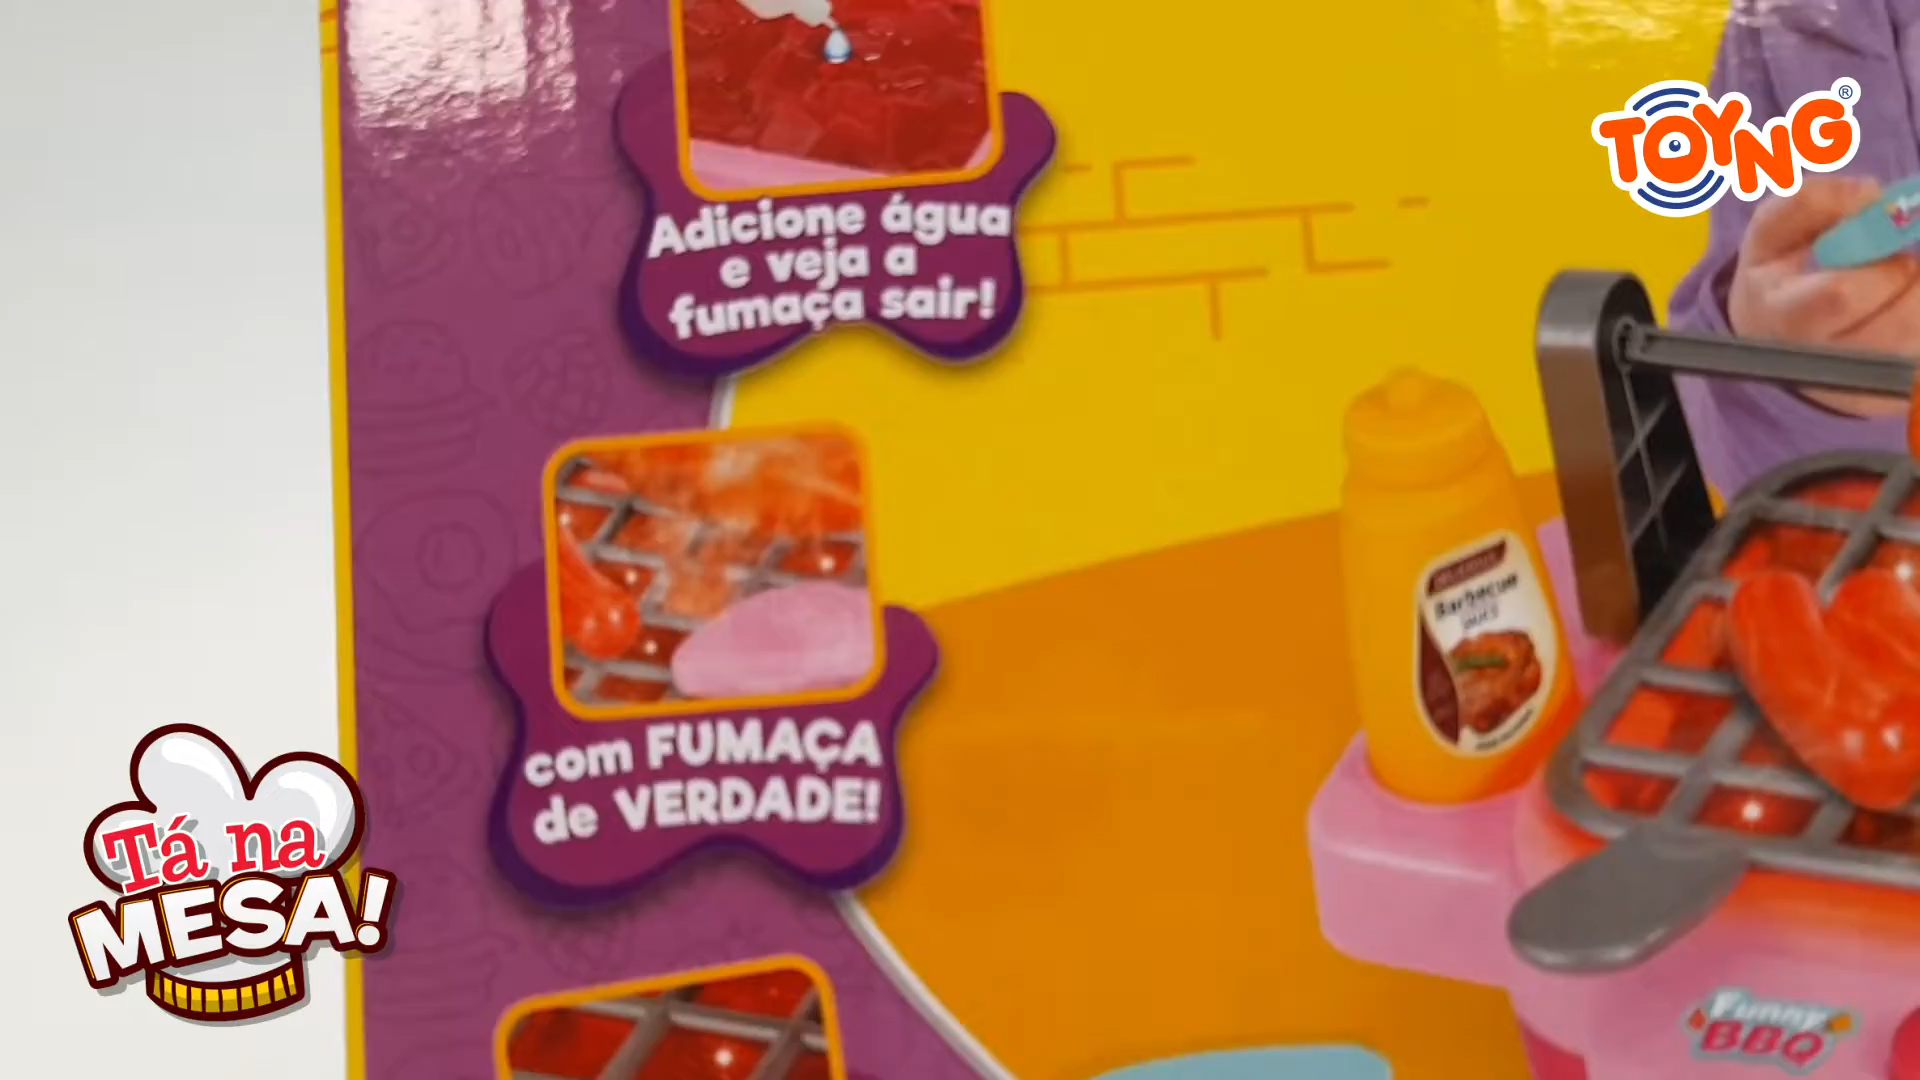 TOYNG®
Adicione água
e veja a
fumaça sair!
Barbecue
com FUMAÇA
de VERDADE!
Tá na
MESA!
Funny
BBQ